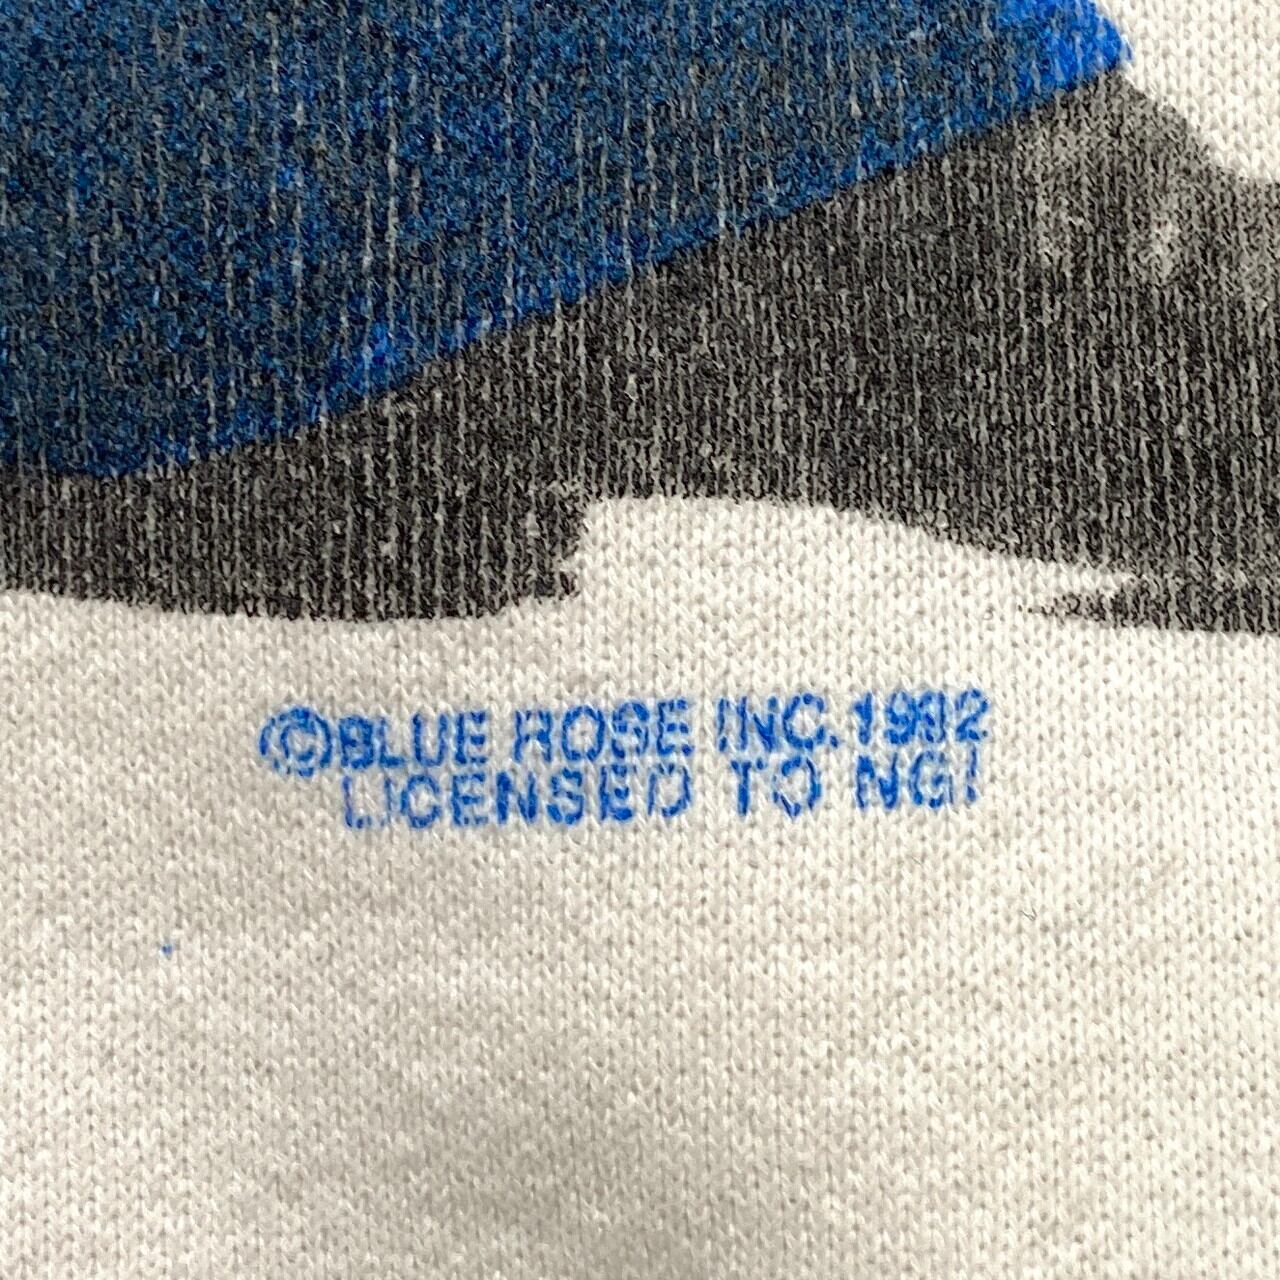 ©BLUE ROSE INC. 1992
LICENSED TO NGI